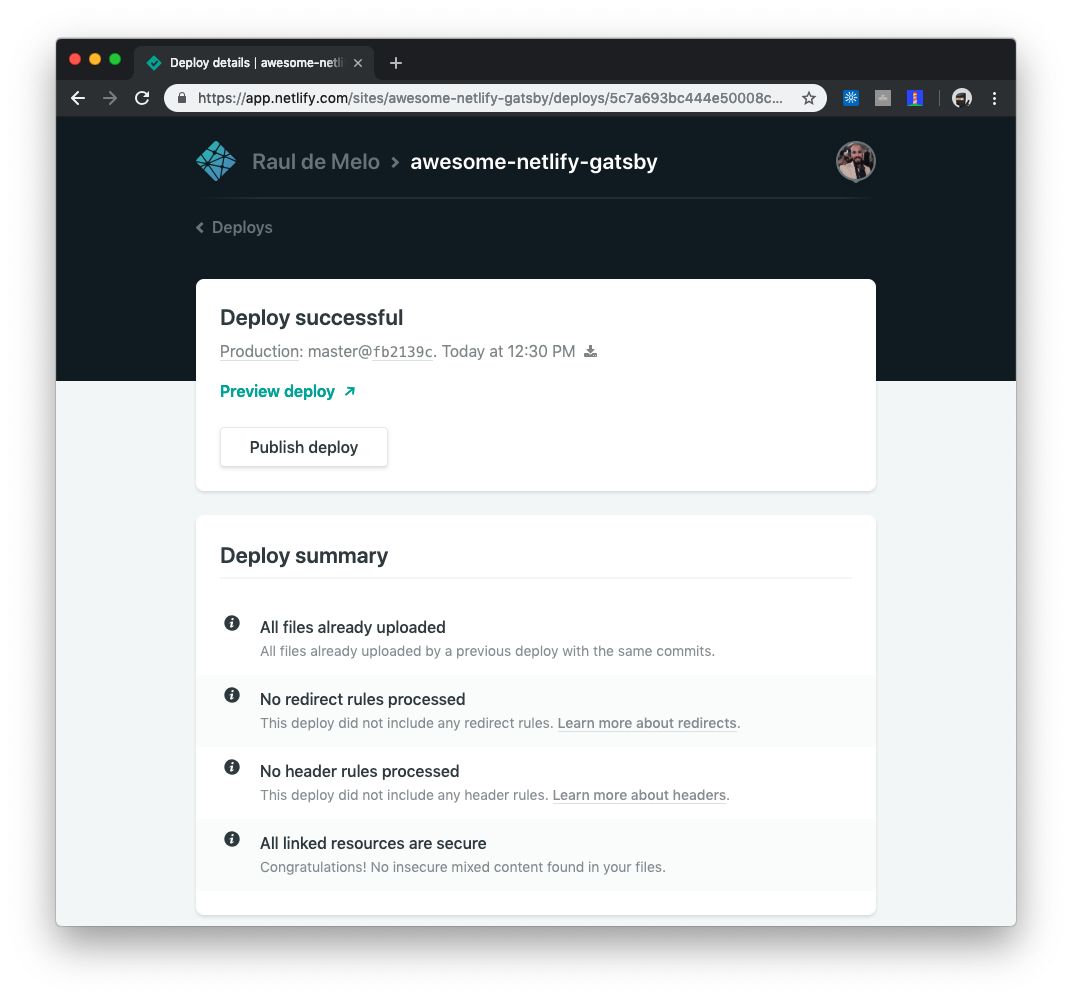 Deploy details | awesome-netli
https://app.netlify.com/sites/awesome-netlify-gatsby/deploys/5c7a693bc444e50008c...
Raul de Melo > awesome-netlify-gatsby
Deploys
Deploy successful
Production: master@fb2139c. Today at 12:30 PM
Preview deploy
Publish deploy
Deploy summary
All files already uploaded
All files already uploaded by a previous deploy with the same commits.
No redirect rules processed
This deploy did not include any redirect rules. Learn more about redirects.
No header rules processed
This deploy did not include any header rules. Learn more about headers.
All linked resources are secure
Congratulations! No insecure mixed content found in your files.